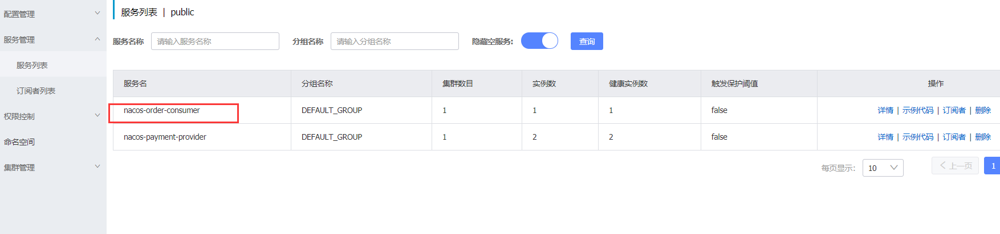 配置管理
服务管理
服务列表
订阅者列表
权限控制
命名空间
集群管理
服务列表 | public
服务名称 请输入服务名称 分组名称 请输入分组名称 隐藏空服务: 查询
服务名 分组名称 集群数目 实例数 健康实例数 触发保护阈值 操作
nacos-order-consumer DEFAULT_GROUP 1 1 1 false 详情 | 示例代码 | 订阅者 | 删除
nacos-payment-provider DEFAULT_GROUP 1 2 2 false 详情 | 示例代码 | 订阅者 | 删除
每页显示: 10 上一页 1